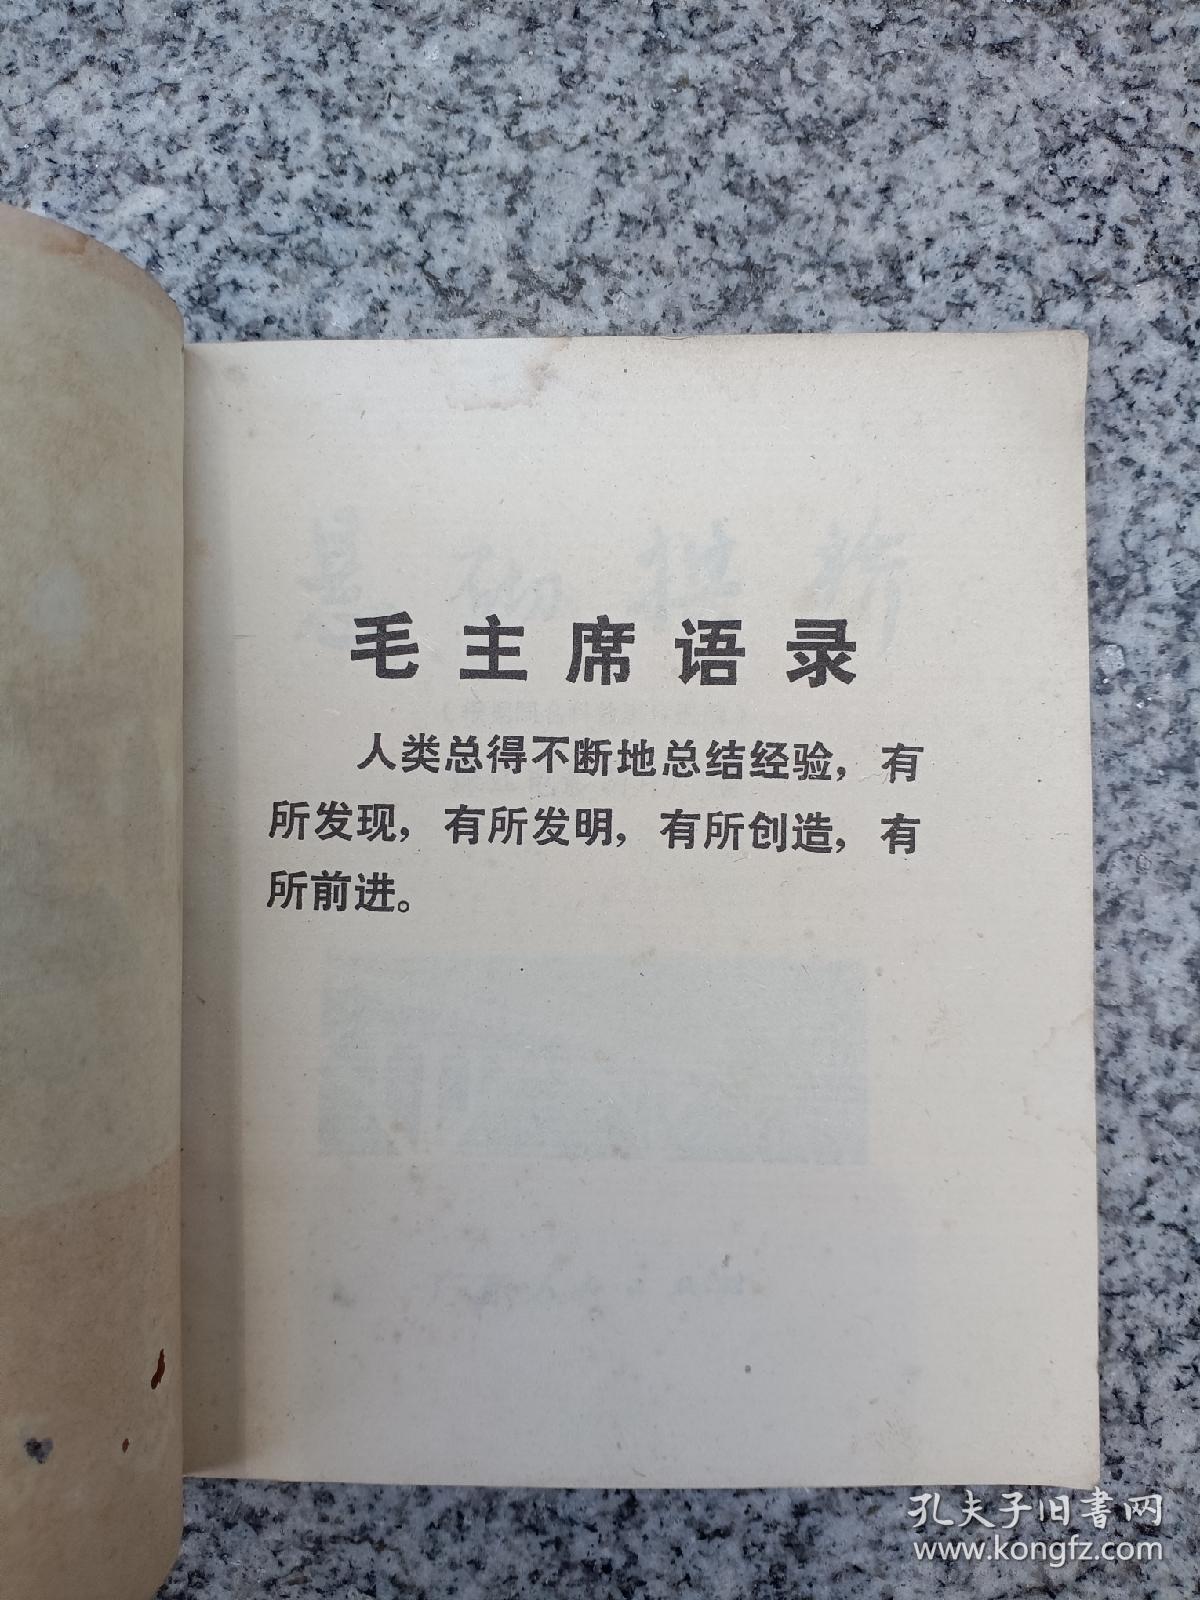 毛主席语录
人类总得不断地总结经验，有
所发现，有所发明，有所创造，有
所前进。
孔夫子旧書网
www.kongfz.com